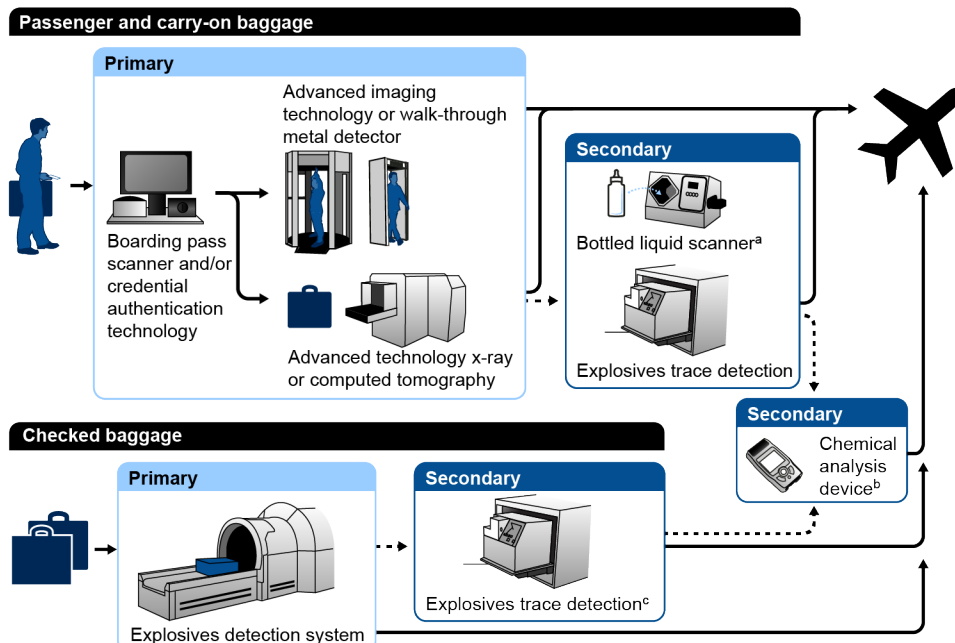 Passenger and carry-on baggage
Primary
Advanced imaging
technology or walk-through
metal detector
Boarding pass
scanner and/or
credential
authentication
technology
Advanced technology x-ray
or computed tomography
Secondary
Bottled liquid scannerᵃ
Explosives trace detection
Secondary
Chemical
analysis
deviceᵇ
Checked baggage
Primary
Explosives detection system
Secondary
Explosives trace detectionᶜ